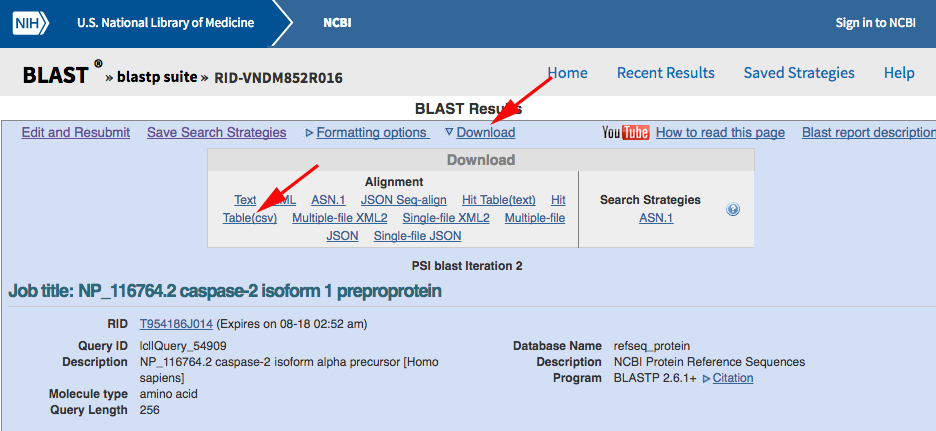 NIH U.S. National Library of Medicine NCBI Sign in to NCBI
BLAST ® » blastp suite » RID-VNDM852R016 Home Recent Results Saved Strategies Help
BLAST Results
Edit and Resubmit Save Search Strategies Formatting options Download YouTube How to read this page Blast report description
Download
Alignment
Text ASN.1 JSON Seq-align Hit Table(text) Hit
Table(csv) Multiple-file XML2 Single-file XML2 Multiple-file
JSON Single-file JSON
Search Strategies
ASN.1
?
PSI blast Iteration 2
Job title: NP_116764.2 caspase-2 isoform 1 preproprotein
RID T954186J014 (Expires on 08-18 02:52 am)
Query ID lcl|Query_54909
Description NP_116764.2 caspase-2 isoform alpha precursor [Homo
sapiens]
Molecule type amino acid
Query Length 256
Database Name refseq_protein
Description NCBI Protein Reference Sequences
Program BLASTP 2.6.1+ Citation